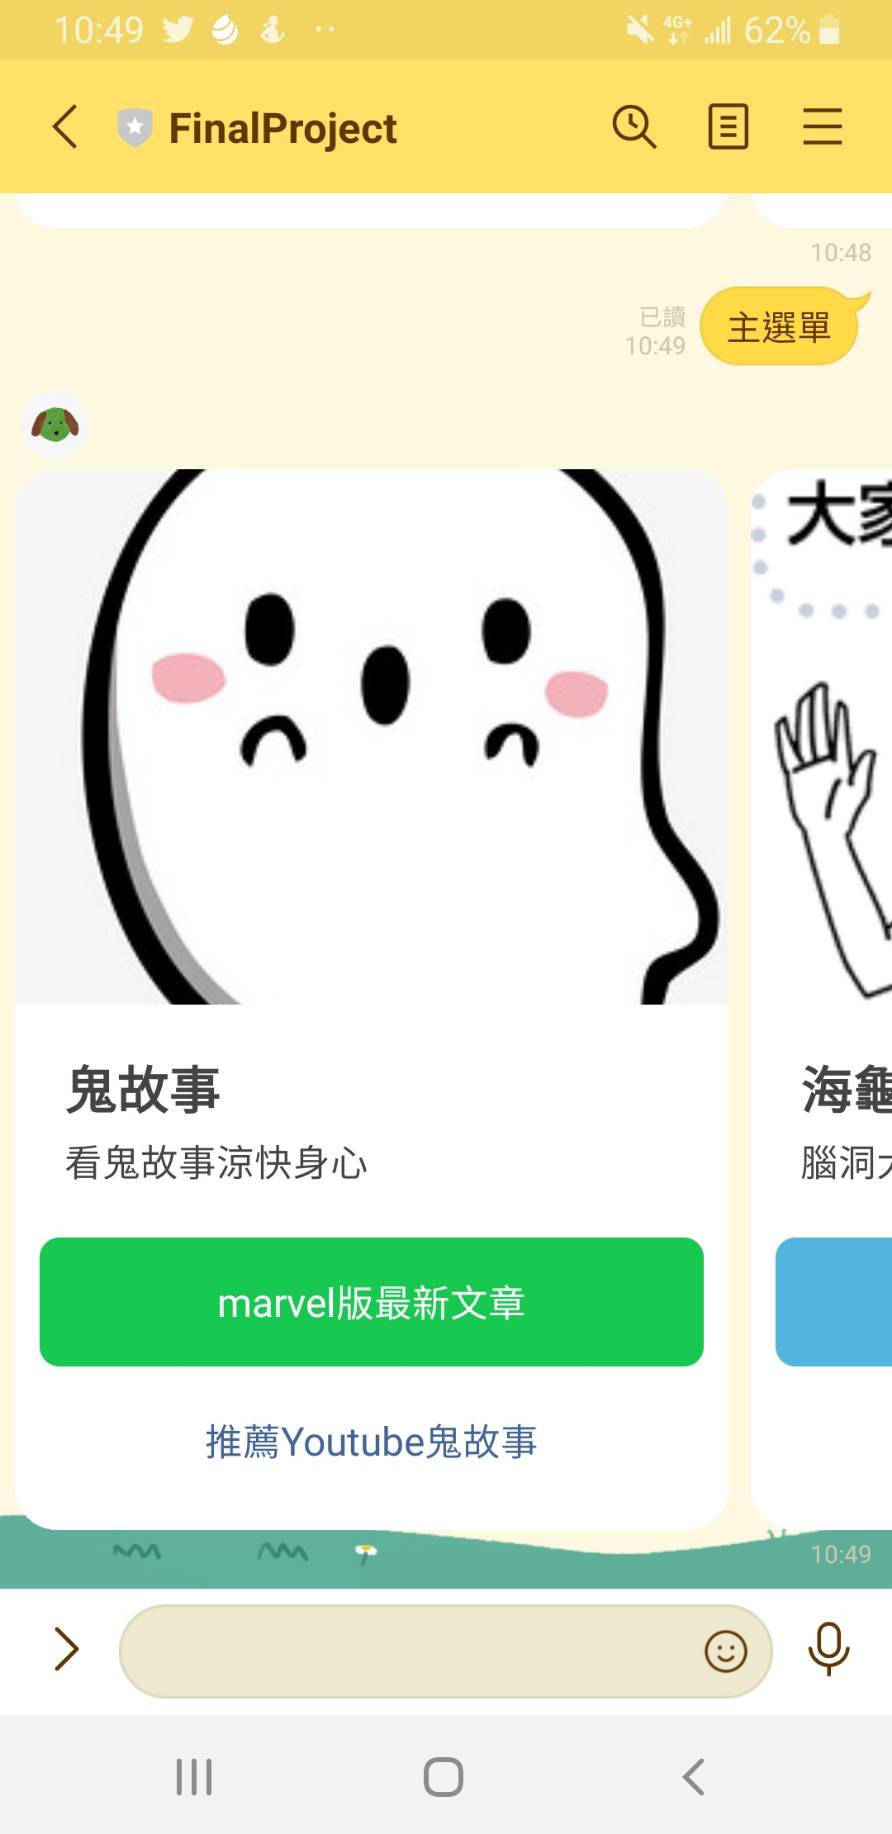 10:49
4G+
62%
FinalProject
10:48
已讀
10:49
主選單
大家
鬼故事
看鬼故事涼快身心
marvel版最新文章
推薦Youtube鬼故事
海龜
腦洞
10:49